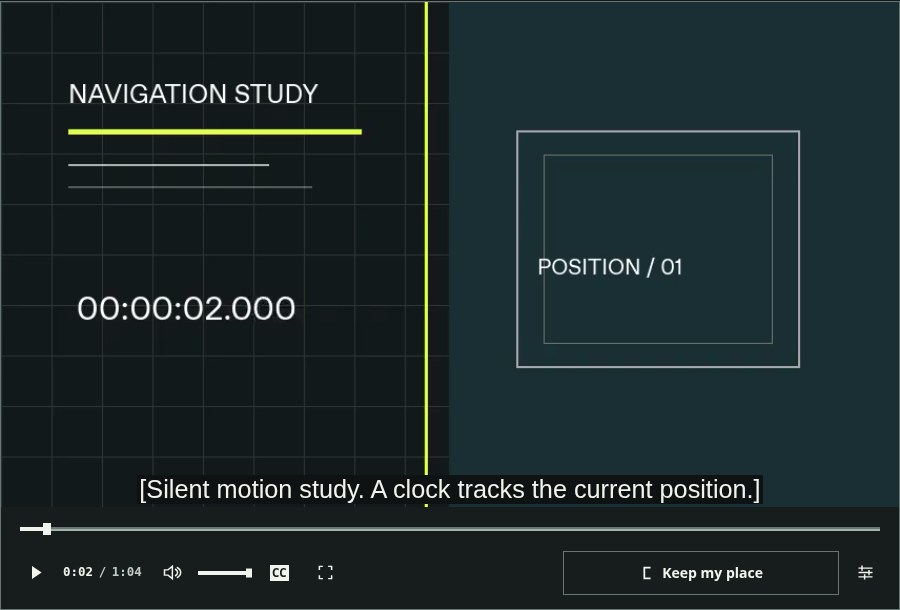 NAVIGATION STUDY
00:00:02.000
POSITION / 01
[Silent motion study. A clock tracks the current position.]
0:02 / 1:04
CC
Keep my place